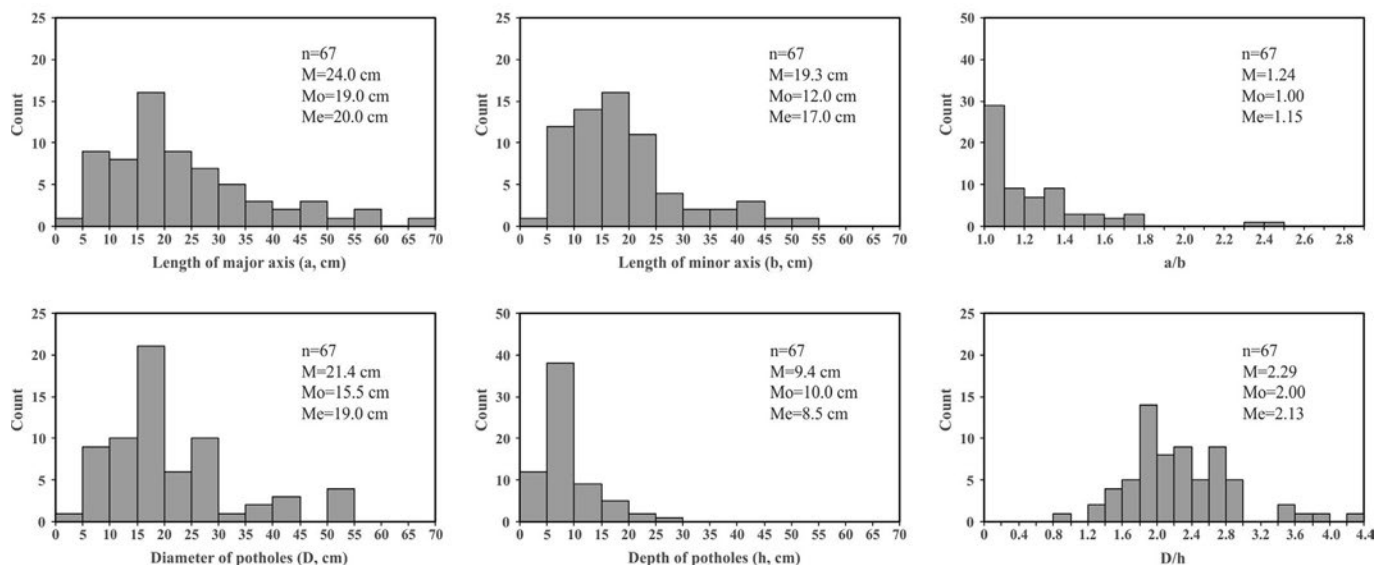 25
20
15
10
5
0
Count
n=67
M=24.0 cm
Mo=19.0 cm
Me=20.0 cm
0 5 10 15 20 25 30 35 40 45 50 55 60 65 70
Length of major axis (a, cm)
25
20
15
10
5
0
Count
n=67
M=19.3 cm
Mo=12.0 cm
Me=17.0 cm
0 5 10 15 20 25 30 35 40 45 50 55 60 65 70
Length of minor axis (b, cm)
50
40
30
20
10
0
Count
n=67
M=1.24
Mo=1.00
Me=1.15
1.0 1.2 1.4 1.6 1.8 2.0 2.2 2.4 2.6 2.8
a/b
25
20
15
10
5
0
Count
n=67
M=21.4 cm
Mo=15.5 cm
Me=19.0 cm
0 5 10 15 20 25 30 35 40 45 50 55 60 65 70
Diameter of potholes (D, cm)
50
40
30
20
10
0
Count
n=67
M=9.4 cm
Mo=10.0 cm
Me=8.5 cm
0 5 10 15 20 25 30 35 40 45 50 55 60 65 70
Depth of potholes (h, cm)
25
20
15
10
5
0
Count
n=67
M=2.29
Mo=2.00
Me=2.13
0 0.4 0.8 1.2 1.6 2.0 2.4 2.8 3.2 3.6 4.0 4.4
D/h